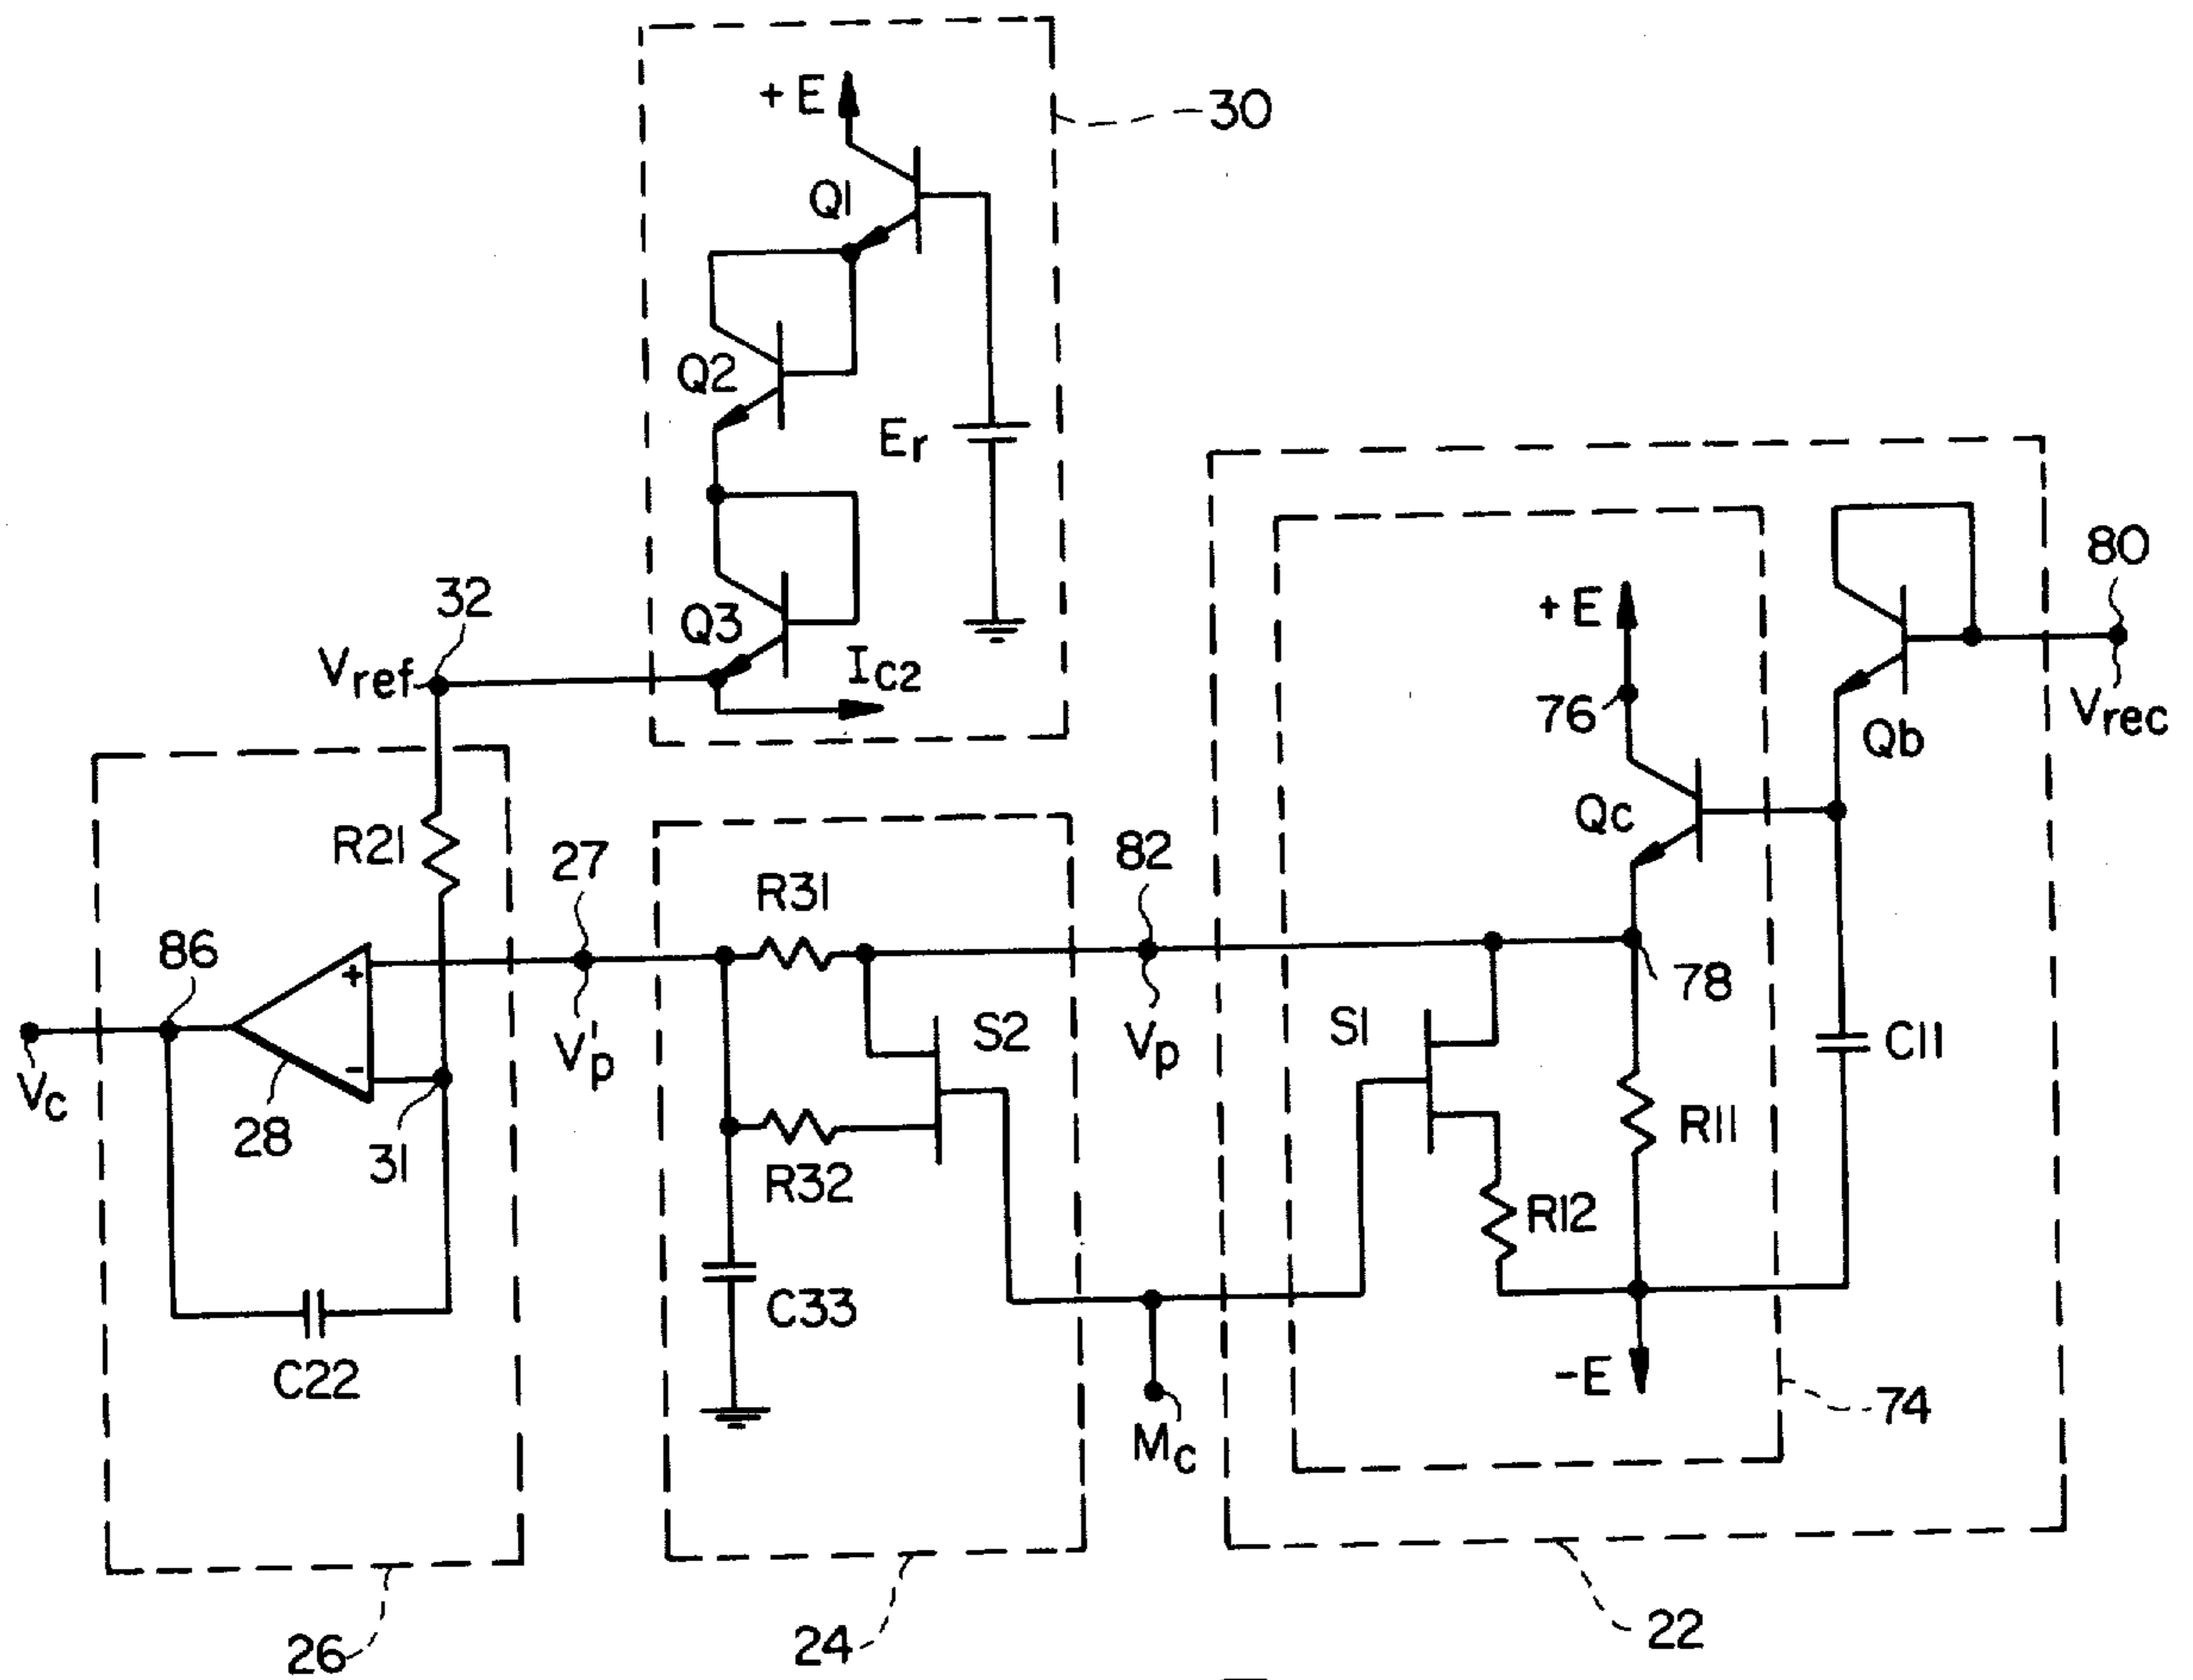 +E
30
Q1
Q2
Er
80
+E
32
Q3
Vref
IC2
76
Vrec
Qb
Qc
R21
27
82
R31
86
+
78
S2
S1
C11
V'p
Vp
Vc
-
R11
28
31
R32
R12
C33
C22
-E
74
MC
26
24
22